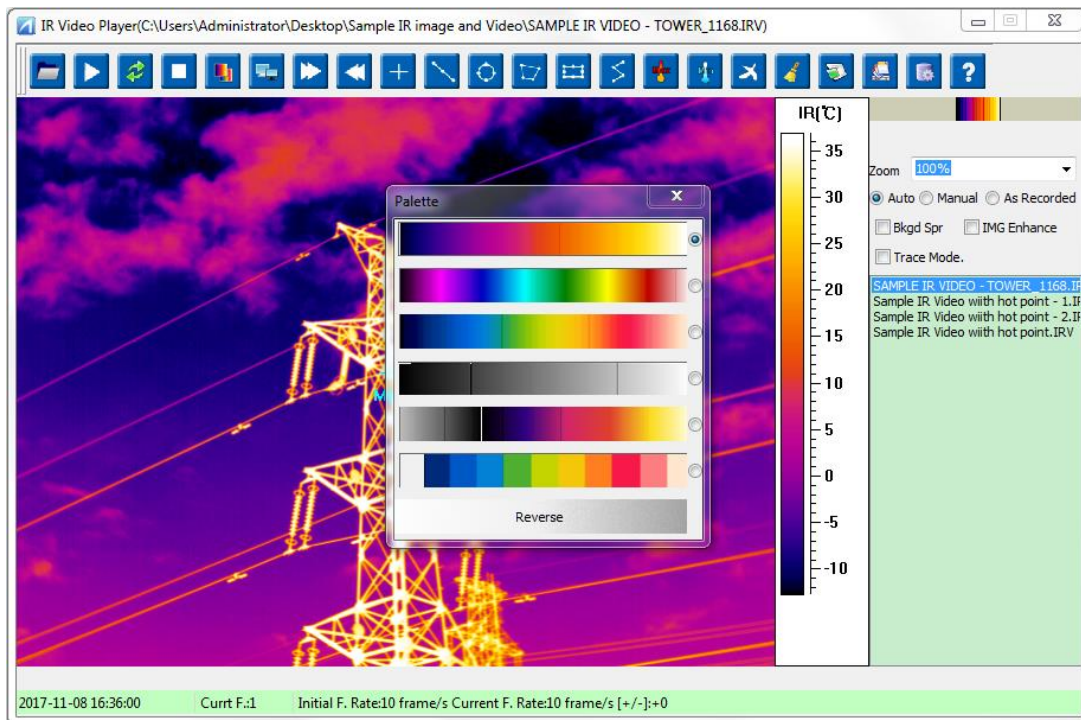 IR Video Player(C:\Users\Administrator\Desktop\Sample IR image and Video\SAMPLE IR VIDEO - TOWER_1168.IRV)
?
IR(℃)
35
30
25
20
15
10
5
0
-5
-10
Zoom 100%
Auto Manual As Recorded
Bkgd Spr IMG Enhance
Trace Mode.
SAMPLE IR VIDEO - TOWER_1168.IR
Sample IR Video wiith hot point - 1.IR
Sample IR Video wiith hot point - 2.IR
Sample IR Video wiith hot point.IRV
Palette
M
Reverse
2017-11-08 16:36:00 Currt F.:1 Initial F. Rate:10 frame/s Current F. Rate:10 frame/s [+/-]:+0